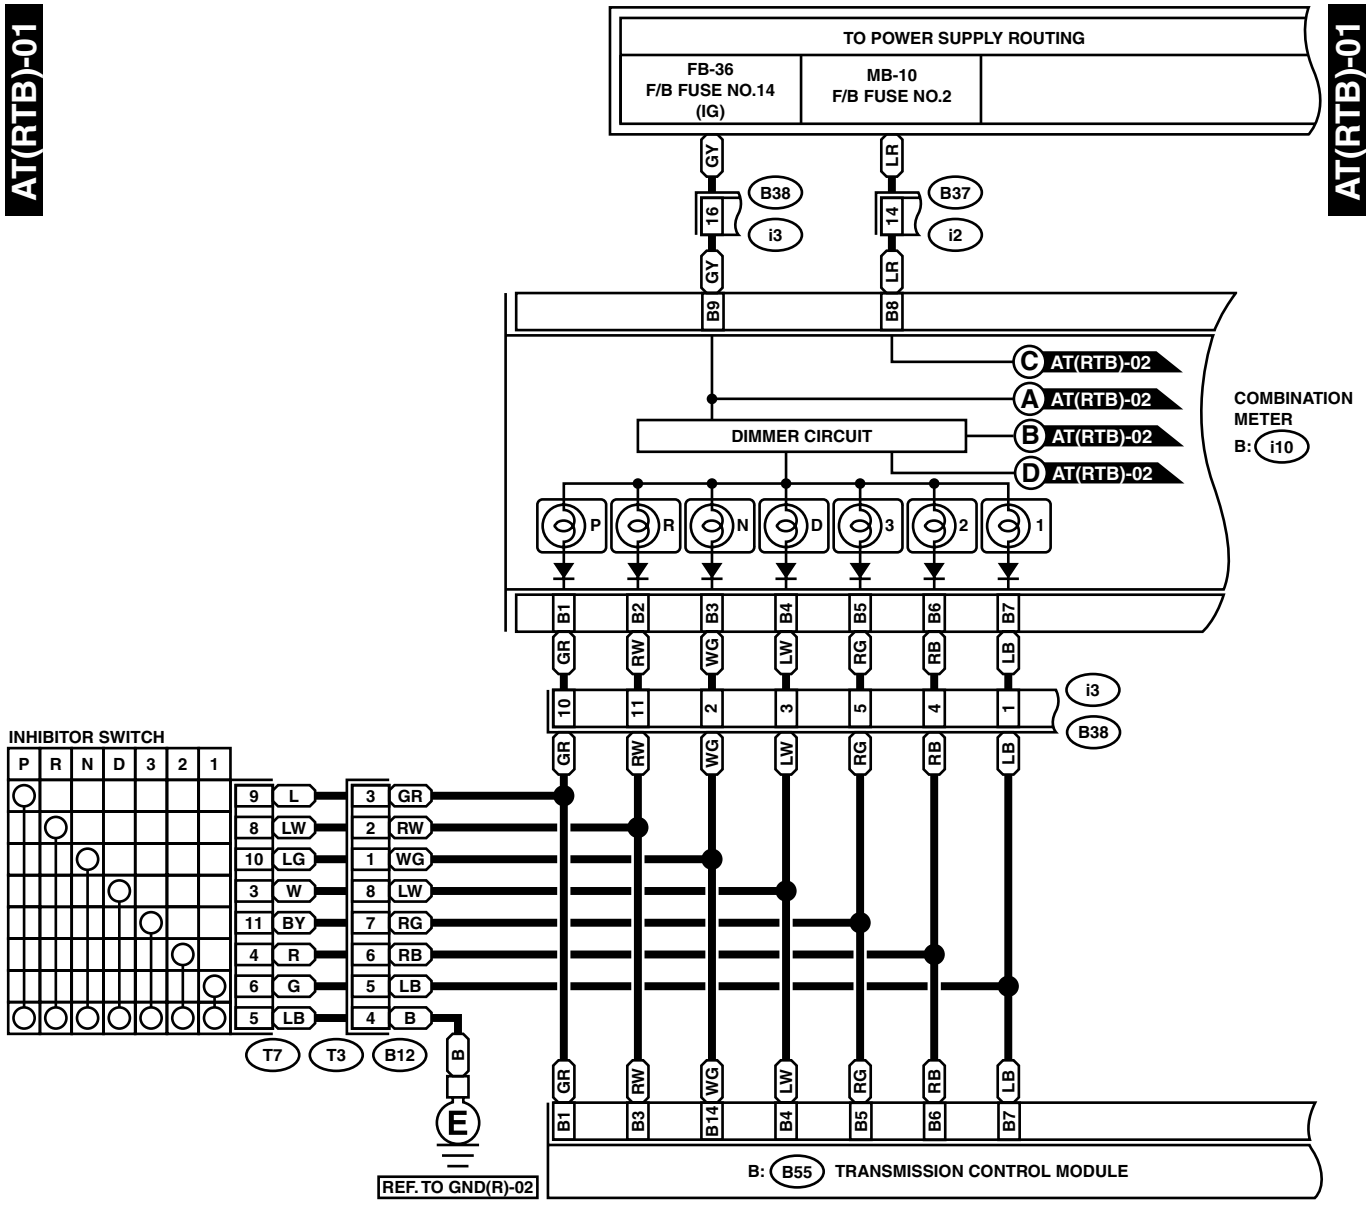 AT(RTB)-01
AT(RTB)-01
TO POWER SUPPLY ROUTING
FB-36
F/B FUSE NO.14
(IG)
MB-10
F/B FUSE NO.2
GY LR
16 B38 14 B37
i3 i2
GY LR
B9 B8
C AT(RTB)-02
A AT(RTB)-02
DIMMER CIRCUIT B AT(RTB)-02
D AT(RTB)-02
COMBINATION
METER
B: i10
P R N D 3 2 1
B1 B2 B3 B4 B5 B6 B7
GR RW WG LW RG RB LB
10 11 2 3 5 4 1
i3
B38
GR RW WG LW RG RB LB
INHIBITOR SWITCH
P R N D 3 2 1
9 L 3 GR
8 LW 2 RW
10 LG 1 WG
3 W 8 LW
11 BY 7 RG
4 R 6 RB
6 G 5 LB
5 LB 4 B
T7 T3 B12
B
E
REF. TO GND(R)-02
GR RW WG LW RG RB LB
B1 B3 B14 B4 B5 B6 B7
B: B55 TRANSMISSION CONTROL MODULE